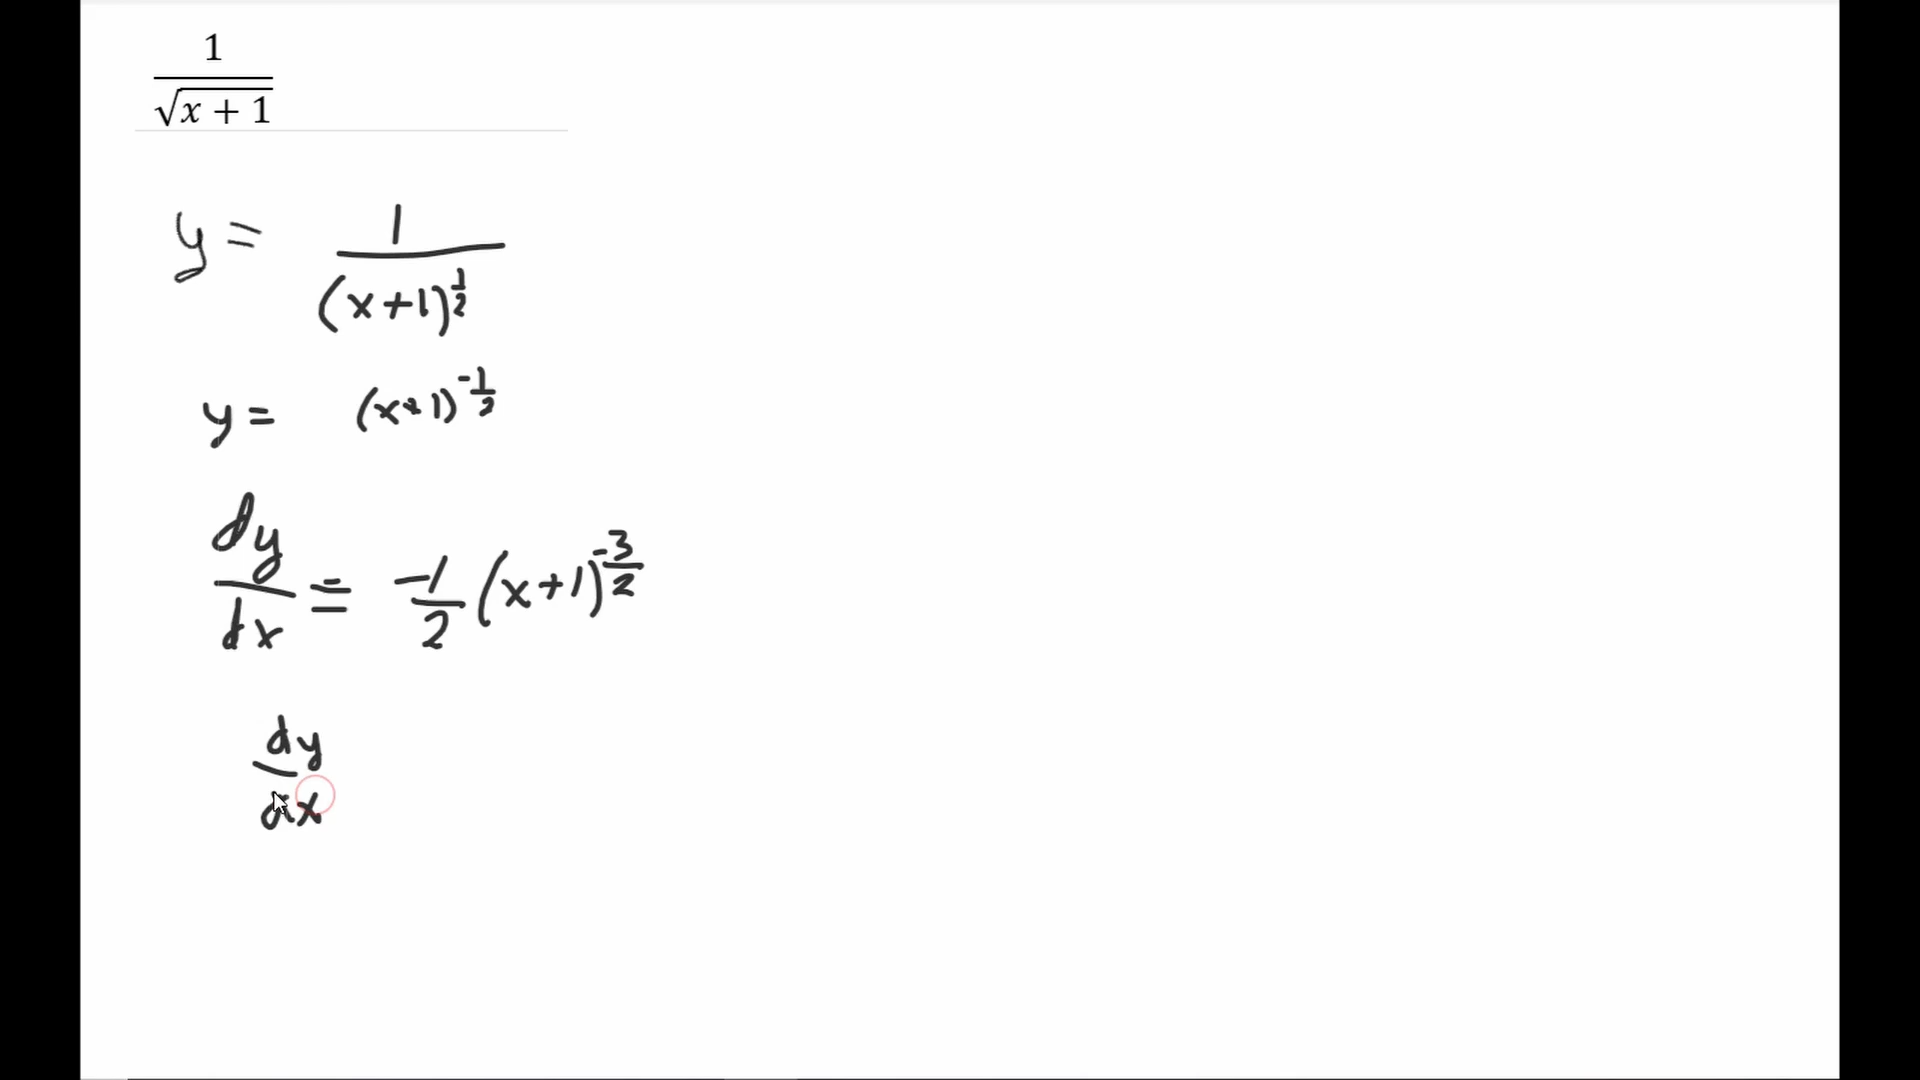 1/√(x + 1)
y = 1/(x+1)^(1/2)
y = (x+1)^(-1/2)
dy/dx = -1/2 (x+1)^(-3/2)
dy/dx